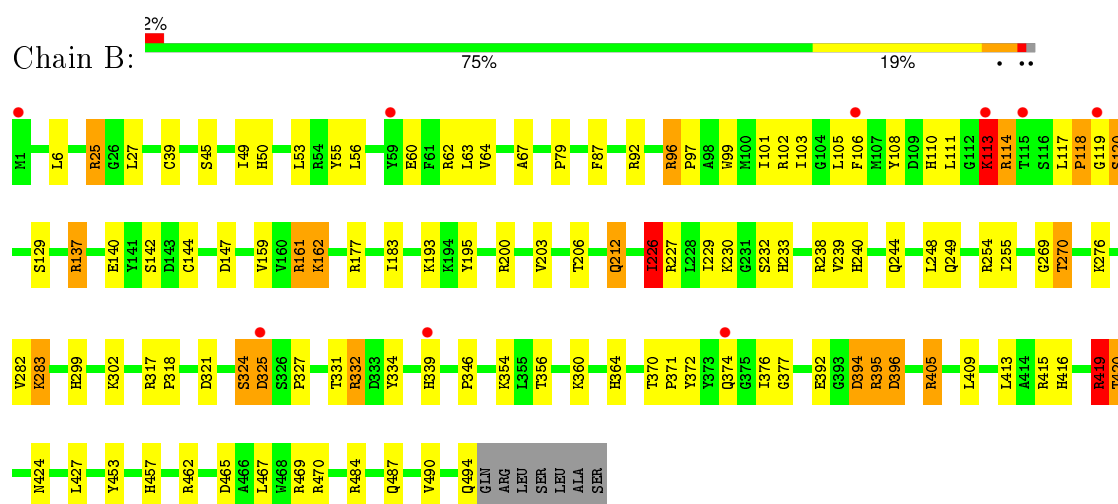 2%
Chain B:
75% 19% • ••
M1 L6 R25 G26 L27 C39 S45 I49 H50 L53 R54 Y55 L56 Y59 E60 F61 R62 L63 V64 A67 P79 F87 R92 R96 P97 A98 W99 M100 I101 R102 I103 G104 L105 F106 M107 Y108 D109 H110 L111 G112 K113 R114 T115 S116 L117 P118 G119 S120
S129 R137 E140 Y141 S142 D143 C144 D147 V159 V160 R161 K162 R177 I183 K193 K194 Y195 R200 V203 T206 Q212 I226 R227 L228 I229 K230 G231 S232 H233 R238 V239 H240 Q244 L248 Q249 R254 I255 G269 T270 K276
V282 K283 H299 K302 R317 P318 D321 S324 D325 S326 P327 T331 R332 D333 Y334 H339 P346 K354 L355 T356 K360 H364 T370 P371 Y372 Y373 Q374 G375 I376 G377 E392 G393 D394 R395 D396 R405 L409 L413 A414 R415 H416 R419 T420
N424 L427 Y453 H457 R462 D465 A466 L467 W468 R469 R470 R484 Q487 V490 Q494 GLN ARG LEU SER LEU ALA SER